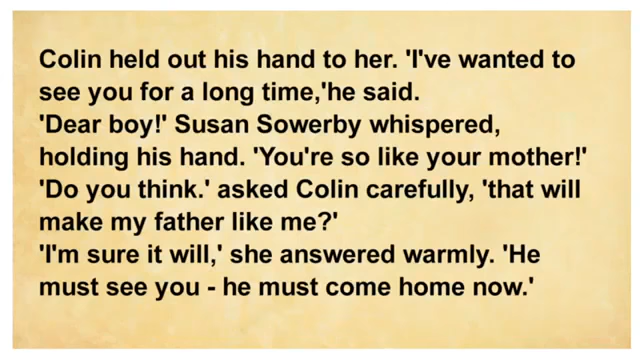 Colin held out his hand to her. 'I've wanted to
see you for a long time,'he said.
'Dear boy!' Susan Sowerby whispered,
holding his hand. 'You're so like your mother!'
'Do you think.' asked Colin carefully, 'that will
make my father like me?'
'I'm sure it will,' she answered warmly. 'He
must see you - he must come home now.'